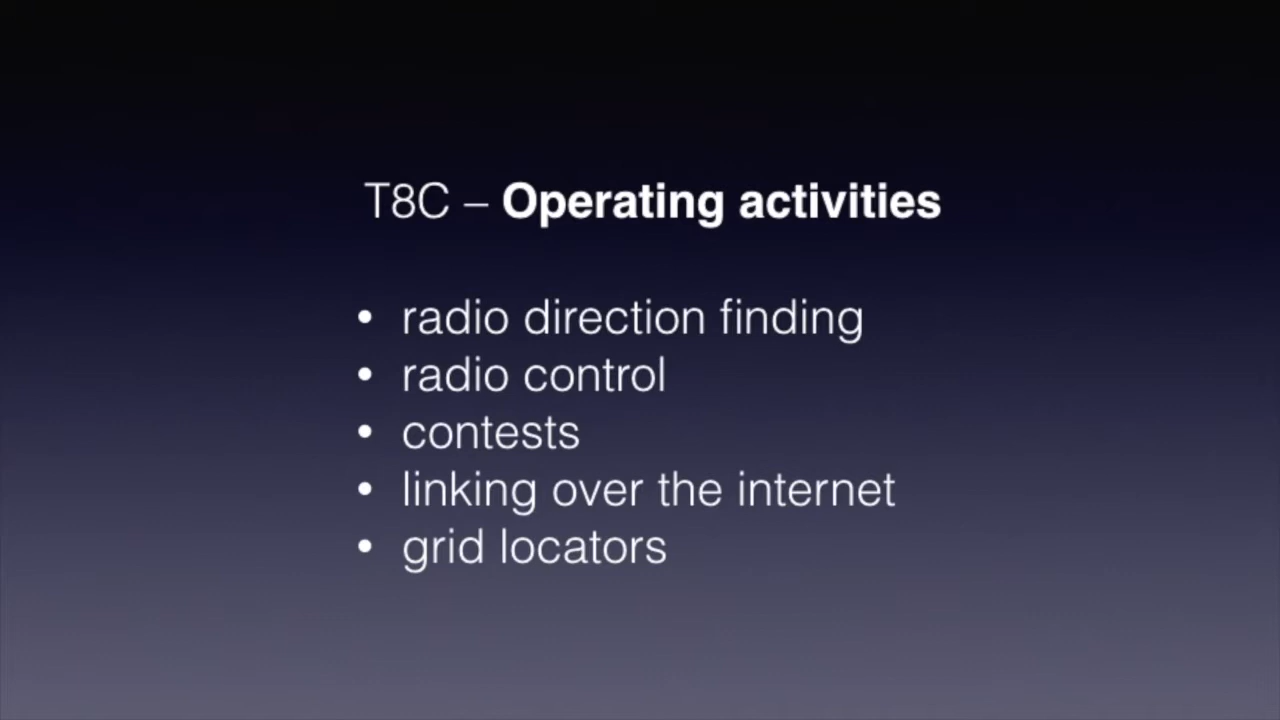 T8C – Operating activities
• radio direction finding
• radio control
• contests
• linking over the internet
• grid locators